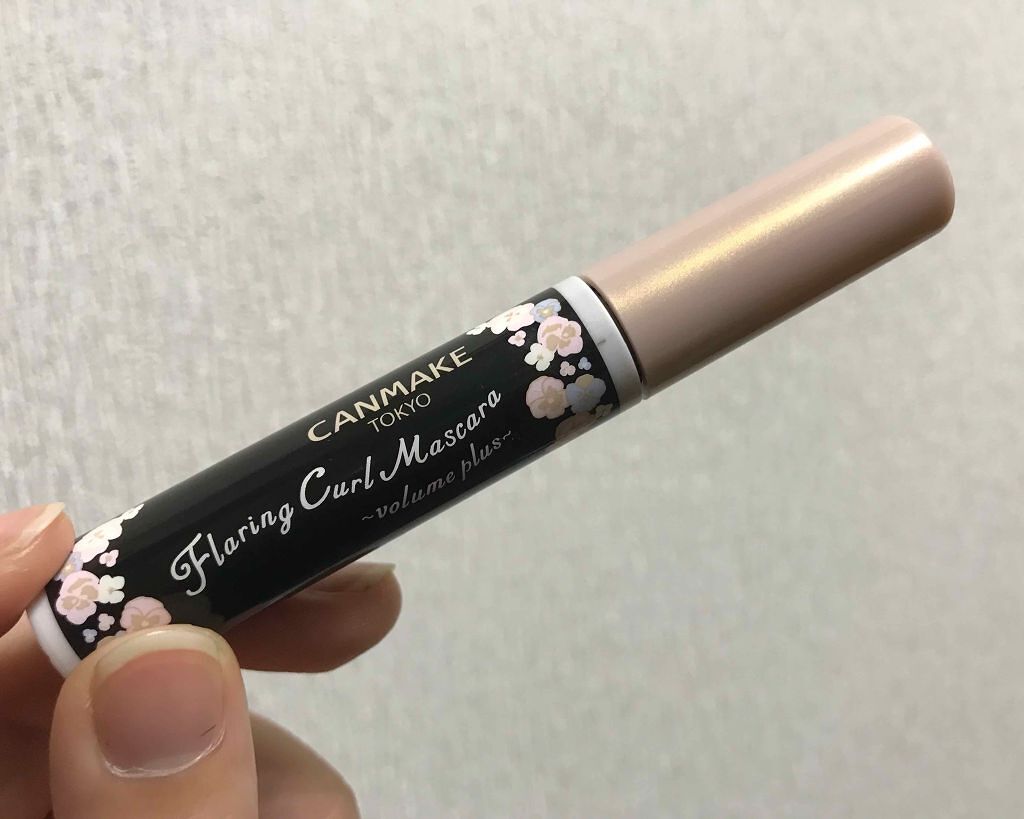 CANMAKE
TOKYO
Flaring Curl Mascara
~volume plus~